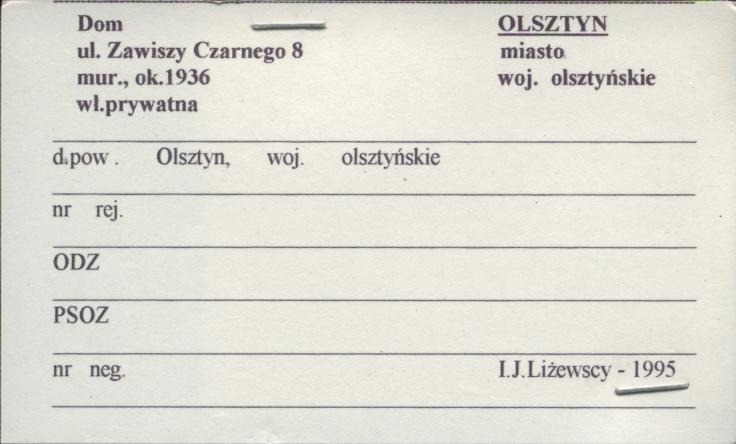 Dom
ul. Zawiszy Czarnego 8
mur., ok.1936
wł.prywatna
OLSZTYN
miasto
woj. olsztyńskie
d.pow . Olsztyn, woj. olsztyńskie
nr rej.
ODZ
PSOZ
nr neg.
I.J.Liżewscy - 1995